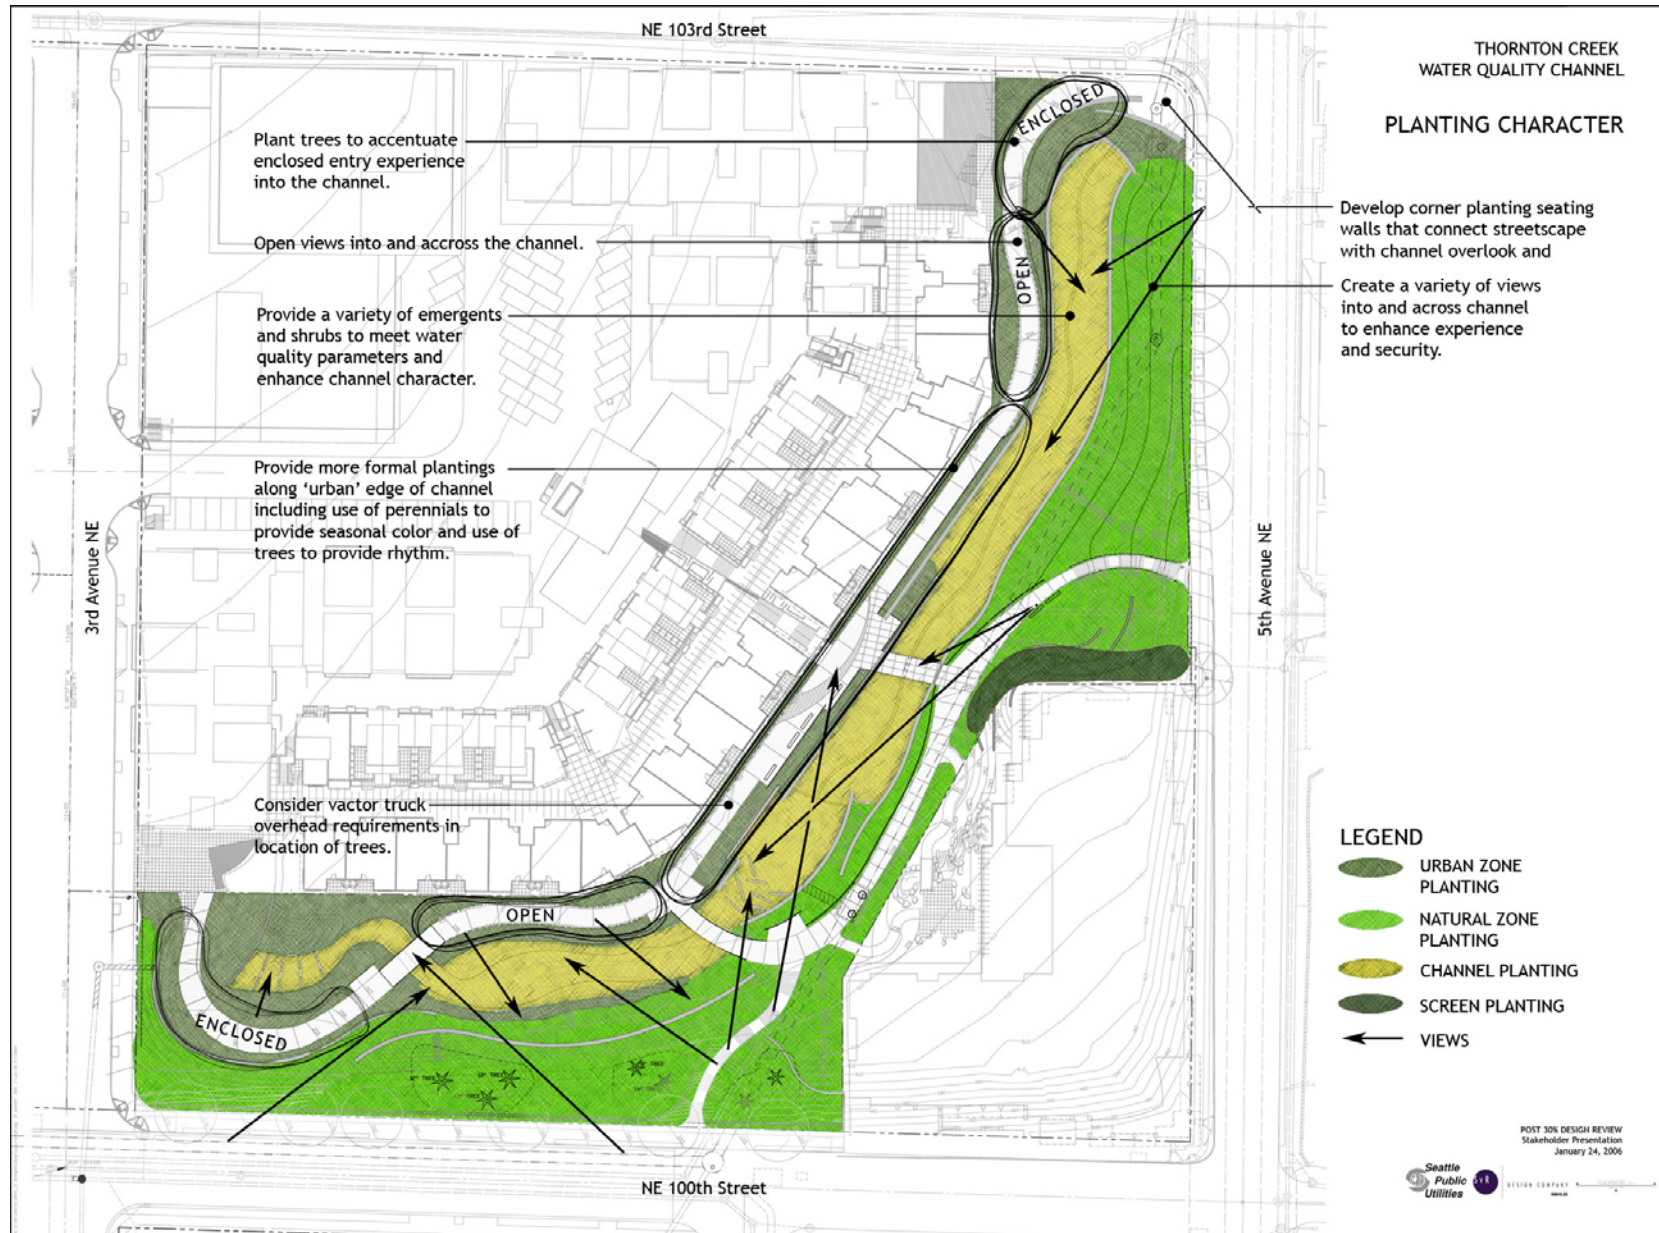 NE 103rd Street
THORNTON CREEK
WATER QUALITY CHANNEL
PLANTING CHARACTER
Plant trees to accentuate
enclosed entry experience
into the channel.
Open views into and accross the channel.
Provide a variety of emergents
and shrubs to meet water
quality parameters and
enhance channel character.
Provide more formal plantings
along ‘urban’ edge of channel
including use of perennials to
provide seasonal color and use of
trees to provide rhythm.
Consider vactor truck
overhead requirements in
location of trees.
ENCLOSED
OPEN
OPEN
ENCLOSED
Develop corner planting seating
walls that connect streetscape
with channel overlook and
Create a variety of views
into and across channel
to enhance experience
and security.
3rd Avenue NE
5th Avenue NE
LEGEND
URBAN ZONE
PLANTING
NATURAL ZONE
PLANTING
CHANNEL PLANTING
SCREEN PLANTING
VIEWS
NE 100th Street
POST 30% DESIGN REVIEW
Stakeholder Presentation
January 24, 2006
Seattle
Public
Utilities
SvR
DESIGN COMPANY